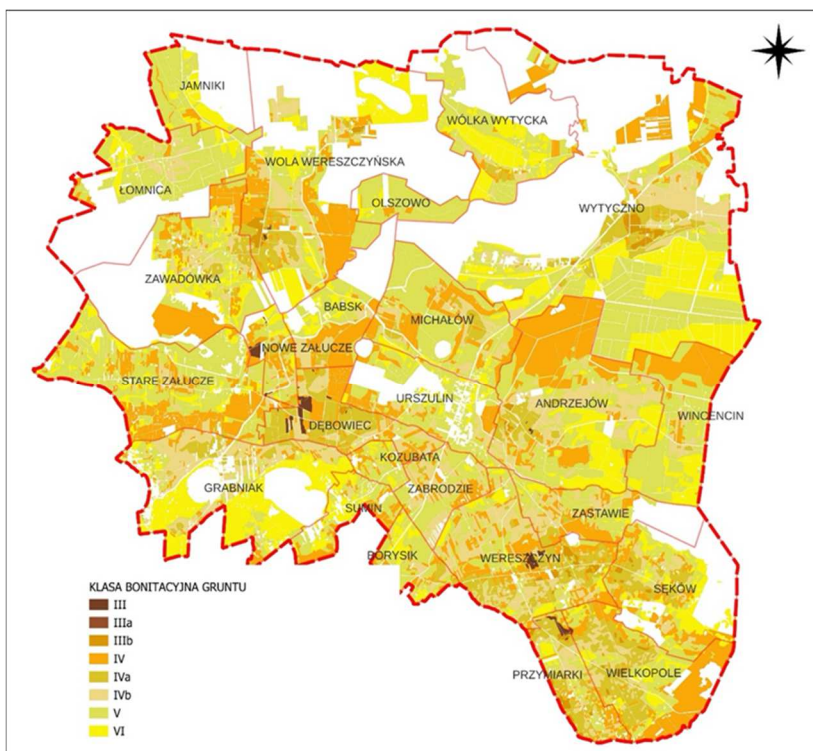 JAMNIKI
WÓLKA WYTYCKA
WOLA WERESZCZYŃSKA
ŁOMNICA
OLSZOWO
WYTYCZNO
ZAWADÓWKA
BABSK
MICHAŁÓW
NOWE ZAŁUCZE
STARE ZAŁUCZE
URSZULIN
ANDRZEJÓW
WINCENCIN
DĘBOWIEC
KOZUBATA
GRABNIAK
ZABRODZIE
SUMIN
ZASTAWIE
BORYSIK
WERESZCZYN
SĘKÓW
PRZYMIARKI
WIELKOPOLE
KLASA BONITACYJNA GRUNTU
III
IIIa
IIIb
IV
IVa
IVb
V
VI